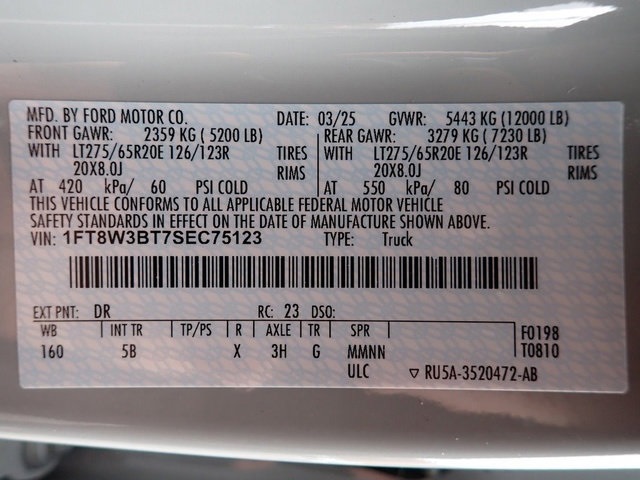 MFD. BY FORD MOTOR CO. DATE: 03/25 GVWR: 5443 KG (12000 LB)
FRONT GAWR: 2359 KG ( 5200 LB) REAR GAWR: 3279 KG ( 7230 LB)
WITH LT275/65R20E 126/123R TIRES WITH LT275/65R20E 126/123R TIRES
20X8.0J RIMS 20X8.0J RIMS
AT 420 kPa/ 60 PSI COLD AT 550 kPa/ 80 PSI COLD
THIS VEHICLE CONFORMS TO ALL APPLICABLE FEDERAL MOTOR VEHICLE
SAFETY STANDARDS IN EFFECT ON THE DATE OF MANUFACTURE SHOWN ABOVE.
VIN: 1FT8W3BT7SEC75123 TYPE: Truck
EXT PNT: DR RC: 23 DSO:
WB INT TR TP/PS R AXLE TR SPR F0198
160 5B X 3H G MMNN T0810
ULC ▽ RU5A-3520472-AB